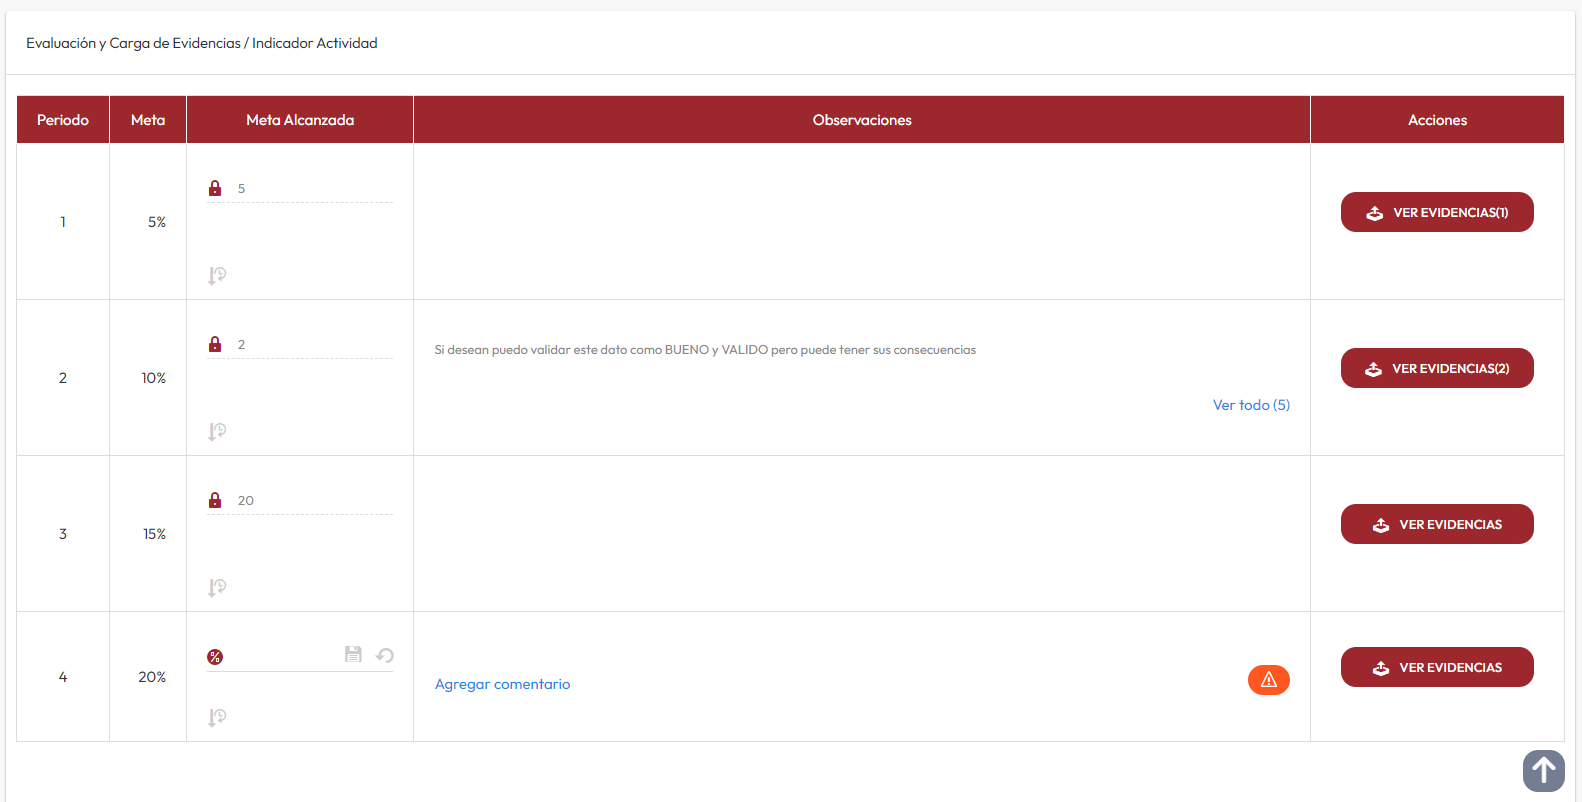 Evaluación y Carga de Evidencias / Indicador Actividad
Periodo Meta Meta Alcanzada Observaciones Acciones
1 5% 5 VER EVIDENCIAS(1)
2 10% 2 Si desean puedo validar este dato como BUENO y VALIDO pero puede tener sus consecuencias VER EVIDENCIAS(2)
Ver todo (5)
3 15% 20 VER EVIDENCIAS
4 20% % Agregar comentario VER EVIDENCIAS